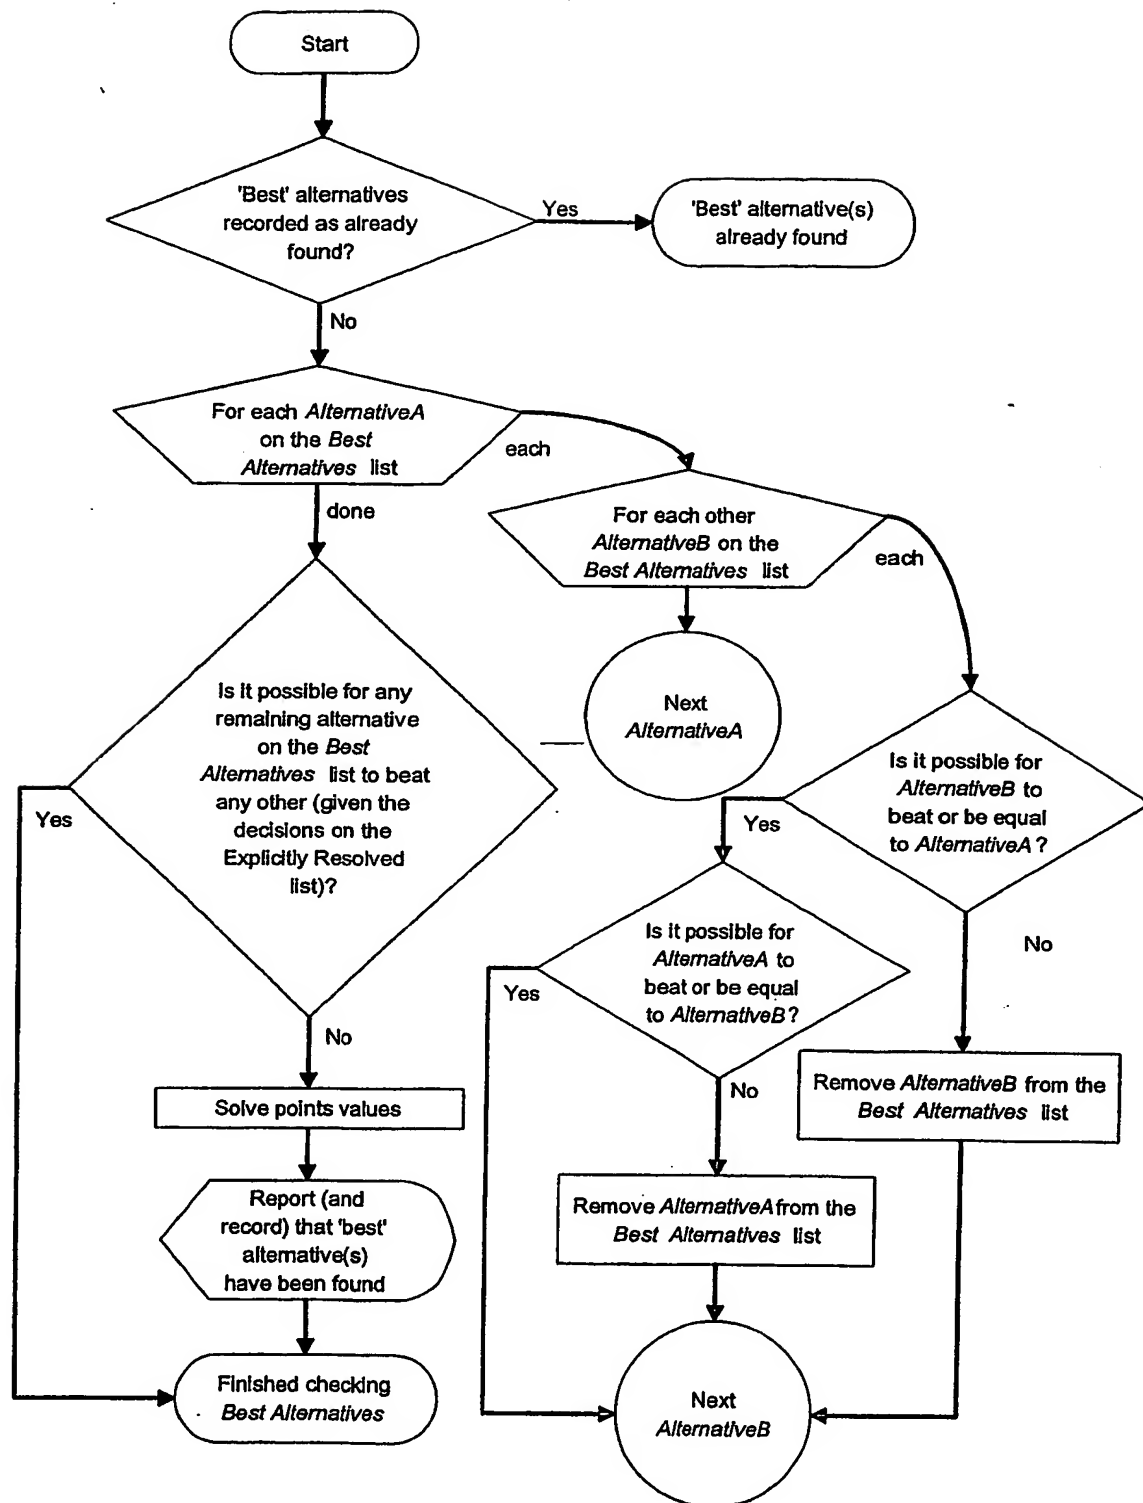 Start
'Best' alternatives
recorded as already
found?
Yes
'Best' alternative(s)
already found
No
For each AlternativeA
on the Best
Alternatives list
each
done
For each other
AlternativeB on the
Best Alternatives list
each
Next
AlternativeA
Is it possible for any
remaining alternative
on the Best
Alternatives list to beat
any other (given the
decisions on the
Explicitly Resolved
list)?
Yes
No
Is it possible for
AlternativeB to
beat or be equal
to AlternativeA?
Yes
No
Is it possible for
AlternativeA to
beat or be equal
to AlternativeB?
Yes
No
Solve points values
Remove AlternativeB from the
Best Alternatives list
Report (and
record) that 'best'
alternative(s)
have been found
Remove AlternativeA from the
Best Alternatives list
Finished checking
Best Alternatives
Next
AlternativeB